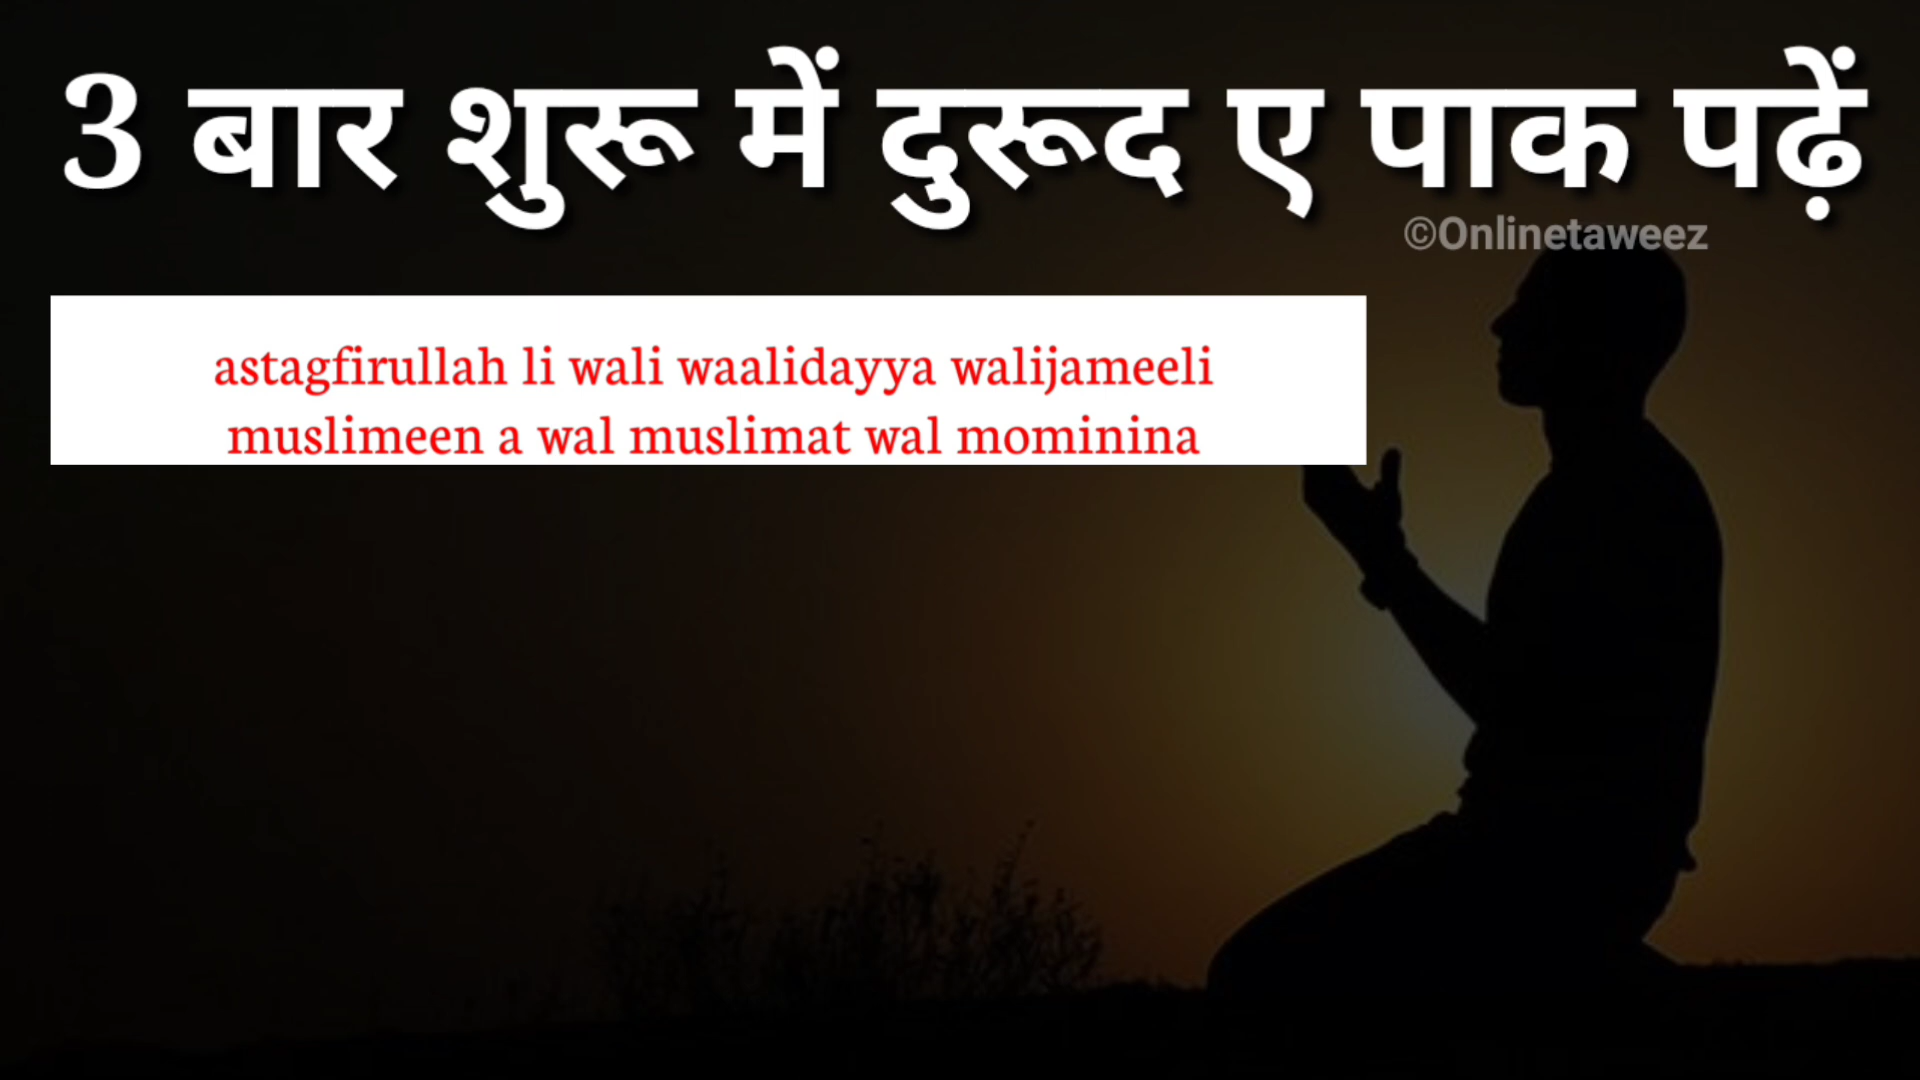 3 बार शुरू में दुरूद ए पाक पढ़ें
©Onlinetaweez
astagfirullah li wali waalidayya walijameeli
muslimeen a wal muslimat wal mominina